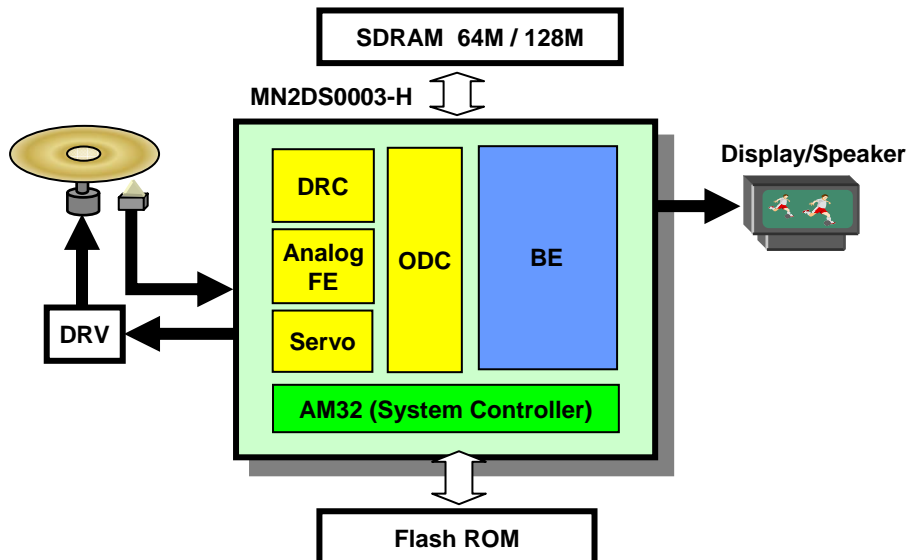 SDRAM 64M / 128M
MN2DS0003-H
Display/Speaker
DRC
Analog
FE
Servo
ODC
BE
DRV
AM32 (System Controller)
Flash ROM